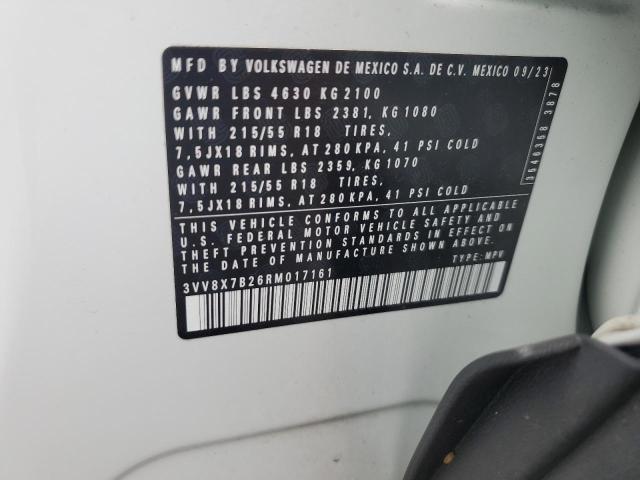 MFD BY VOLKSWAGEN DE MEXICO S.A. DE C.V. MEXICO 09/23
GVWR LBS 4630 KG 2100
GAWR FRONT LBS 2381, KG 1080
WITH 215/55 R18 TIRES,
7,5JX18 RIMS, AT 280 KPA, 41 PSI COLD
GAWR REAR LBS 2359, KG 1070
WITH 215/55 R18 TIRES,
7,5JX18 RIMS, AT 280 KPA, 41 PSI COLD
THIS VEHICLE CONFORMS TO ALL APPLICABLE
U.S. FEDERAL MOTOR VEHICLE SAFETY AND
THEFT PREVENTION STANDARDS IN EFFECT ON
THE DATE OF MANUFACTURE SHOWN ABOVE.
3VV8X7B26RM017161 TYPE: MPV
3646358 3878